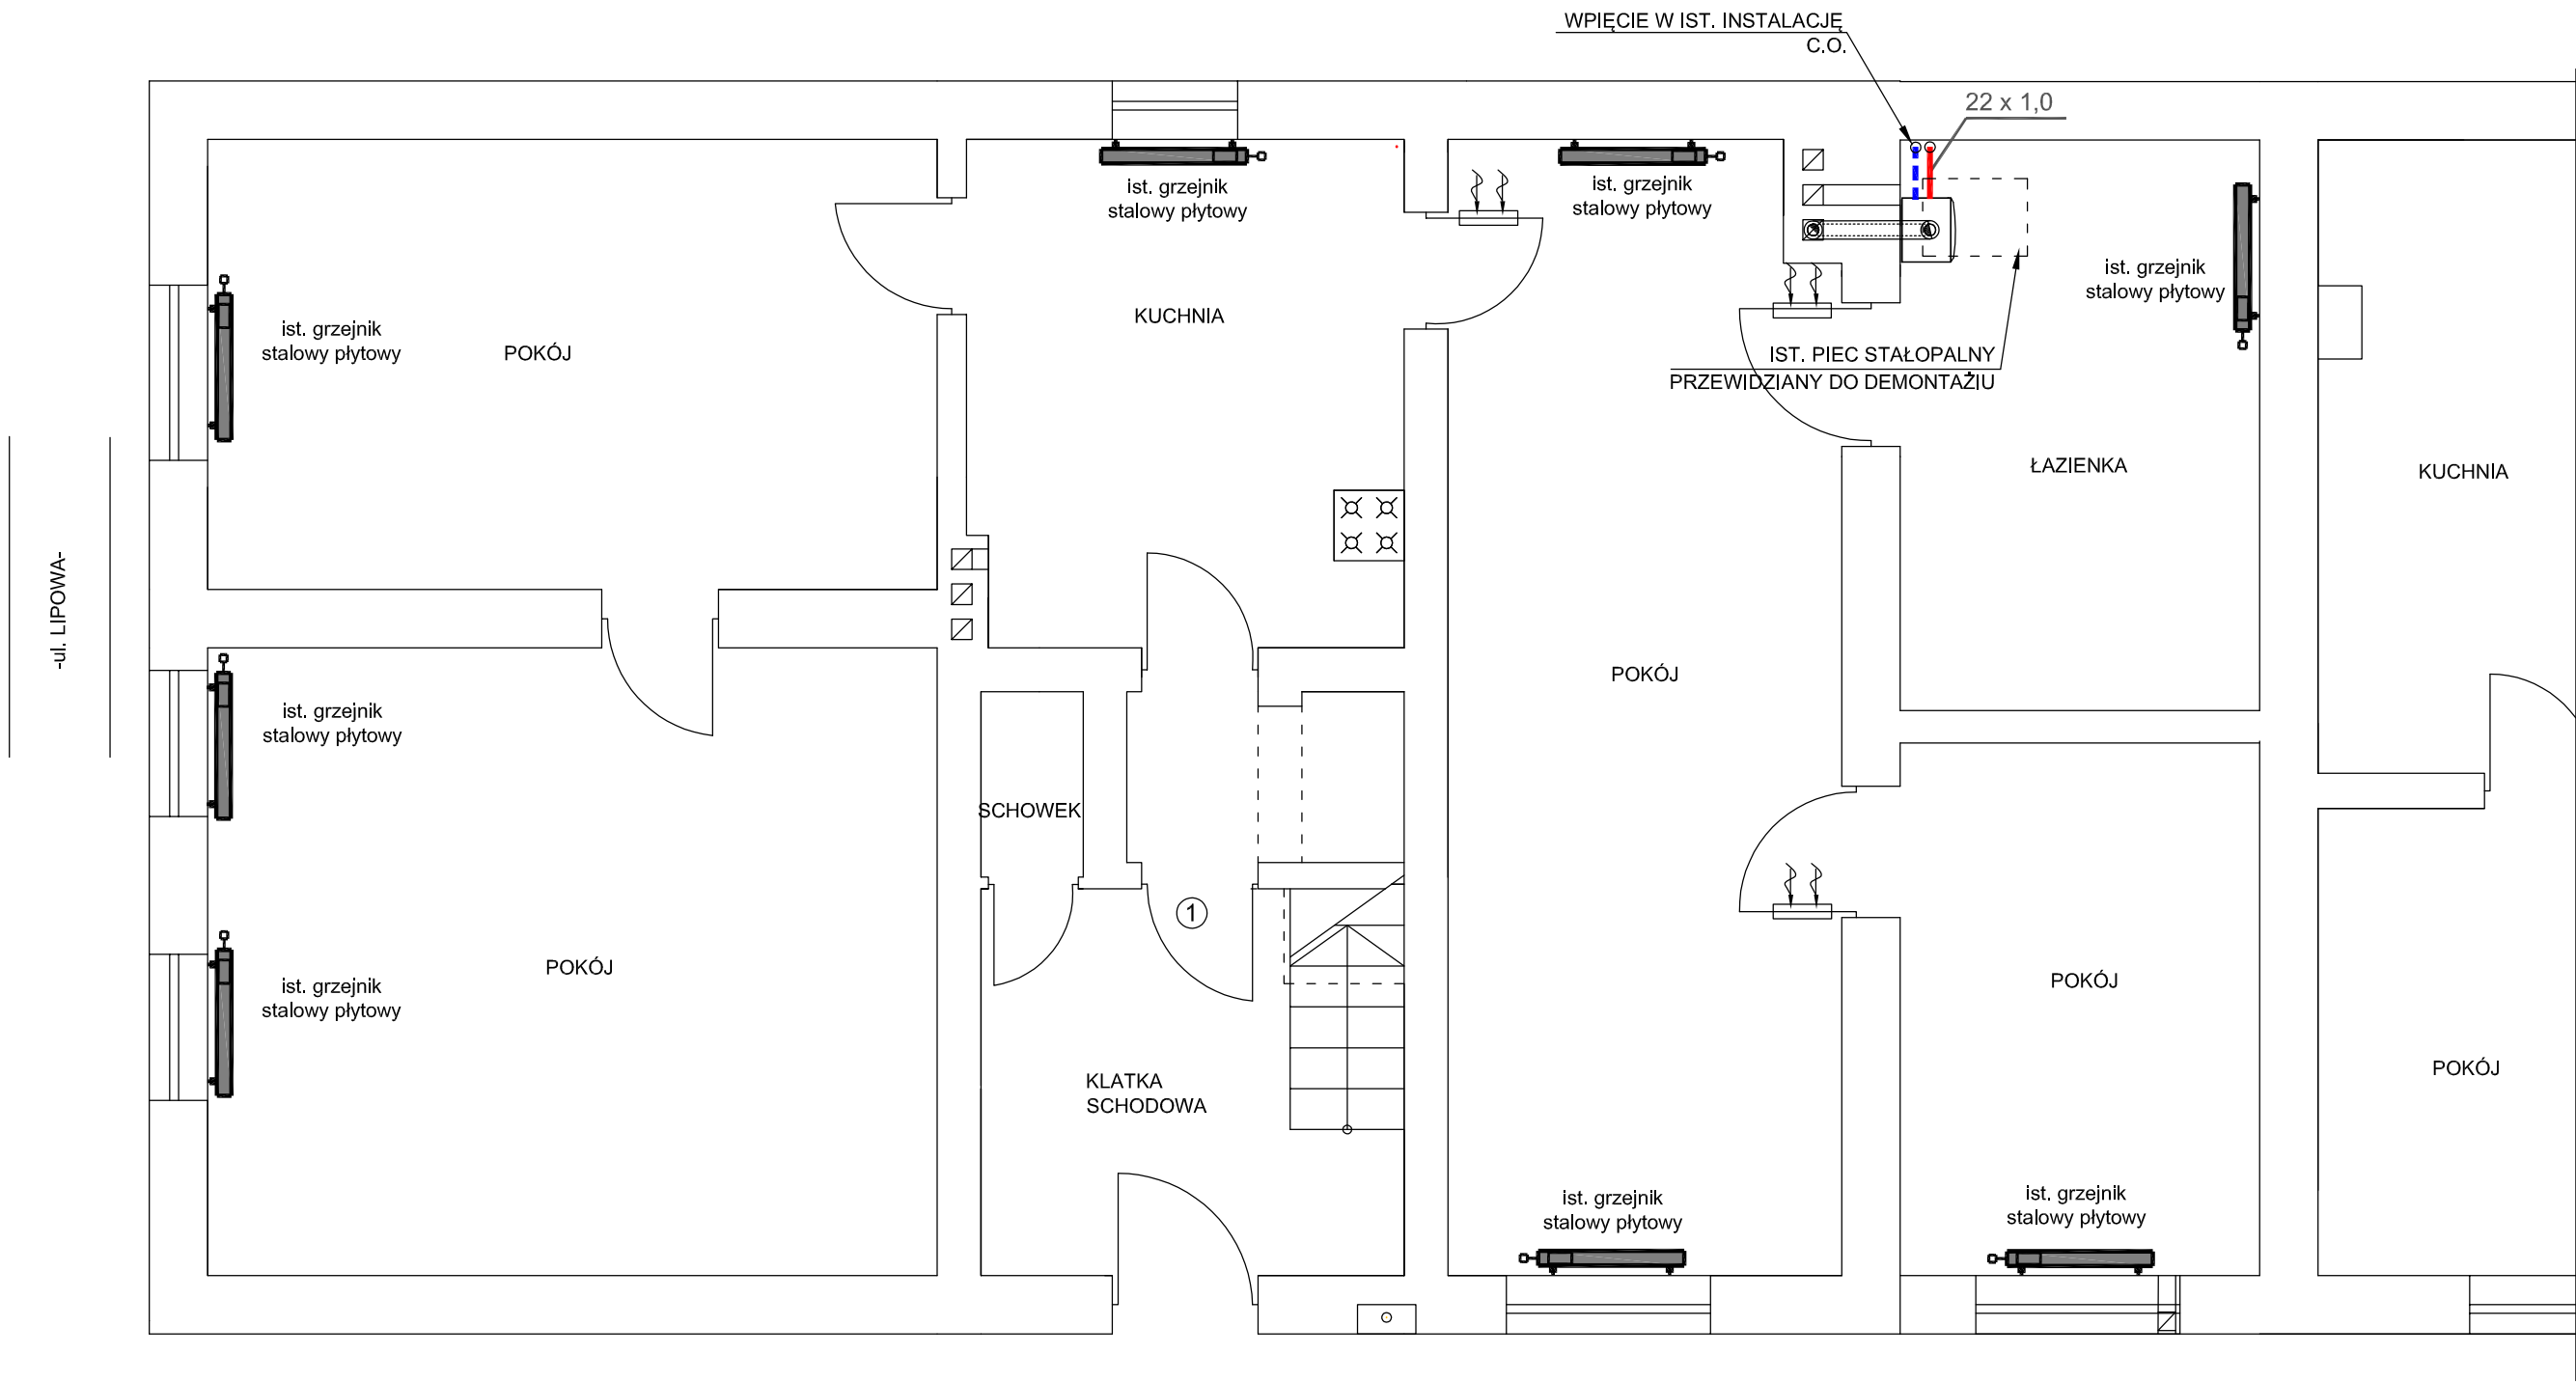 WPIĘCIE W IST. INSTALACJĘ
C.O.
22 x 1,0
ist. grzejnik
stalowy płytowy
ist. grzejnik
stalowy płytowy
ist. grzejnik
stalowy płytowy
KUCHNIA
ist. grzejnik
stalowy płytowy
POKÓJ
IST. PIEC STAŁOPALNY
PRZEWIDZIANY DO DEMONTAŻIU
ŁAZIENKA
KUCHNIA
-ul. LIPOWA-
POKÓJ
ist. grzejnik
stalowy płytowy
SCHOWEK
1
POKÓJ
ist. grzejnik
stalowy płytowy
POKÓJ
POKÓJ
KLATKA
SCHODOWA
ist. grzejnik
stalowy płytowy
ist. grzejnik
stalowy płytowy